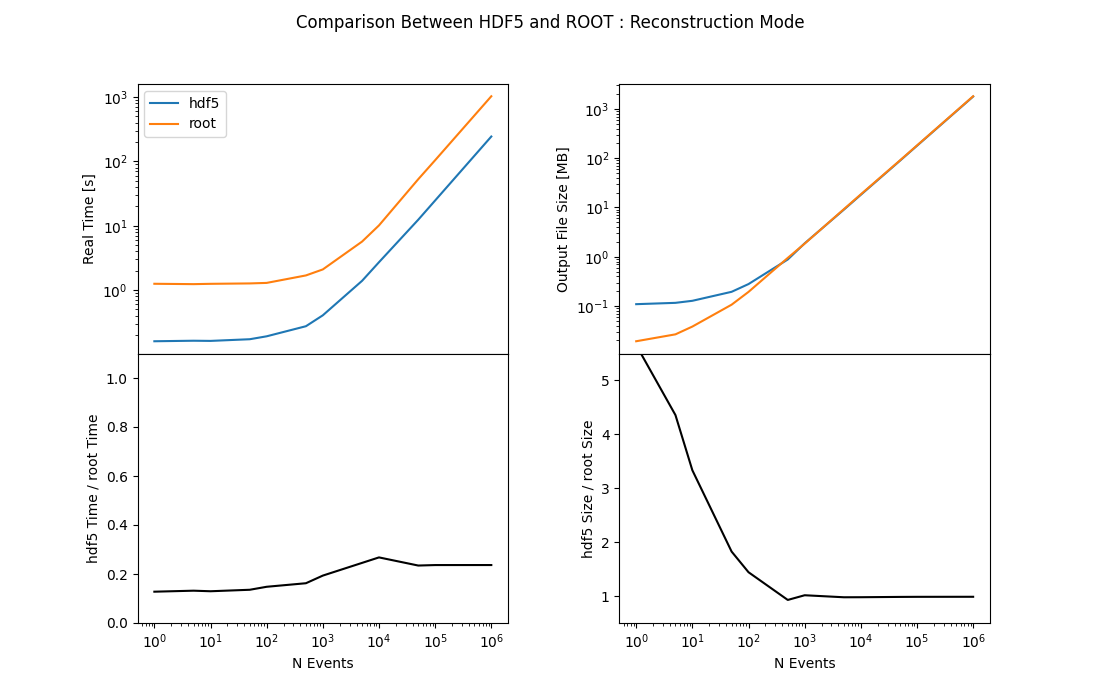 Comparison Between HDF5 and ROOT : Reconstruction Mode
hdf5
root
Real Time [s]
10³
10²
10¹
10⁰
Output File Size [MB]
10³
10²
10¹
10⁰
10⁻¹
hdf5 Time / root Time
1.0
0.8
0.6
0.4
0.2
0.0
10⁰ 10¹ 10² 10³ 10⁴ 10⁵ 10⁶
N Events
hdf5 Size / root Size
5
4
3
2
1
10⁰ 10¹ 10² 10³ 10⁴ 10⁵ 10⁶
N Events